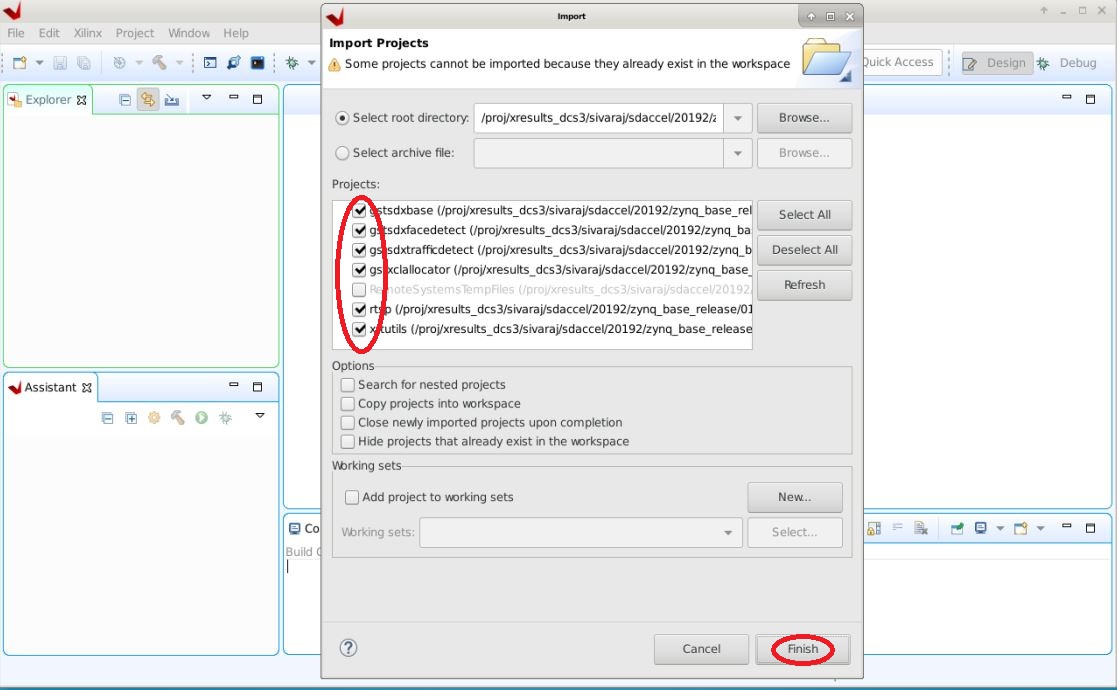 Import
File Edit Xilinx Project Window Help
Import Projects
Some projects cannot be imported because they already exist in the workspace
Quick Access
Design
Debug
Explorer
Select root directory:
/proj/xresults_dcs3/sivaraj/sdaccel/20192/z
Browse...
Select archive file:
Browse...
Projects:
gstsdxbase (/proj/xresults_dcs3/sivaraj/sdaccel/20192/zynq_base_rel
gstsdxfacedetect (/proj/xresults_dcs3/sivaraj/sdaccel/20192/zynq_ba
gstsdxtrafficdetect (/proj/xresults_dcs3/sivaraj/sdaccel/20192/zynq_b
gstxclallocator (/proj/xresults_dcs3/sivaraj/sdaccel/20192/zynq_base_
RemoteSystemsTempFiles (/proj/xresults_dcs3/sivaraj/sdaccel/20192/
rtsp (/proj/xresults_dcs3/sivaraj/sdaccel/20192/zynq_base_release/01
(/proj/xresults_dcs3/sivaraj/sdaccel/20192/zynq_base_release
Select All
Deselect All
Refresh
Options
Search for nested projects
Copy projects into workspace
Close newly imported projects upon completion
Hide projects that already exist in the workspace
Assistant
Working sets
Add project to working sets
New...
Working sets:
Select...
Co
Build
?
Cancel
Finish